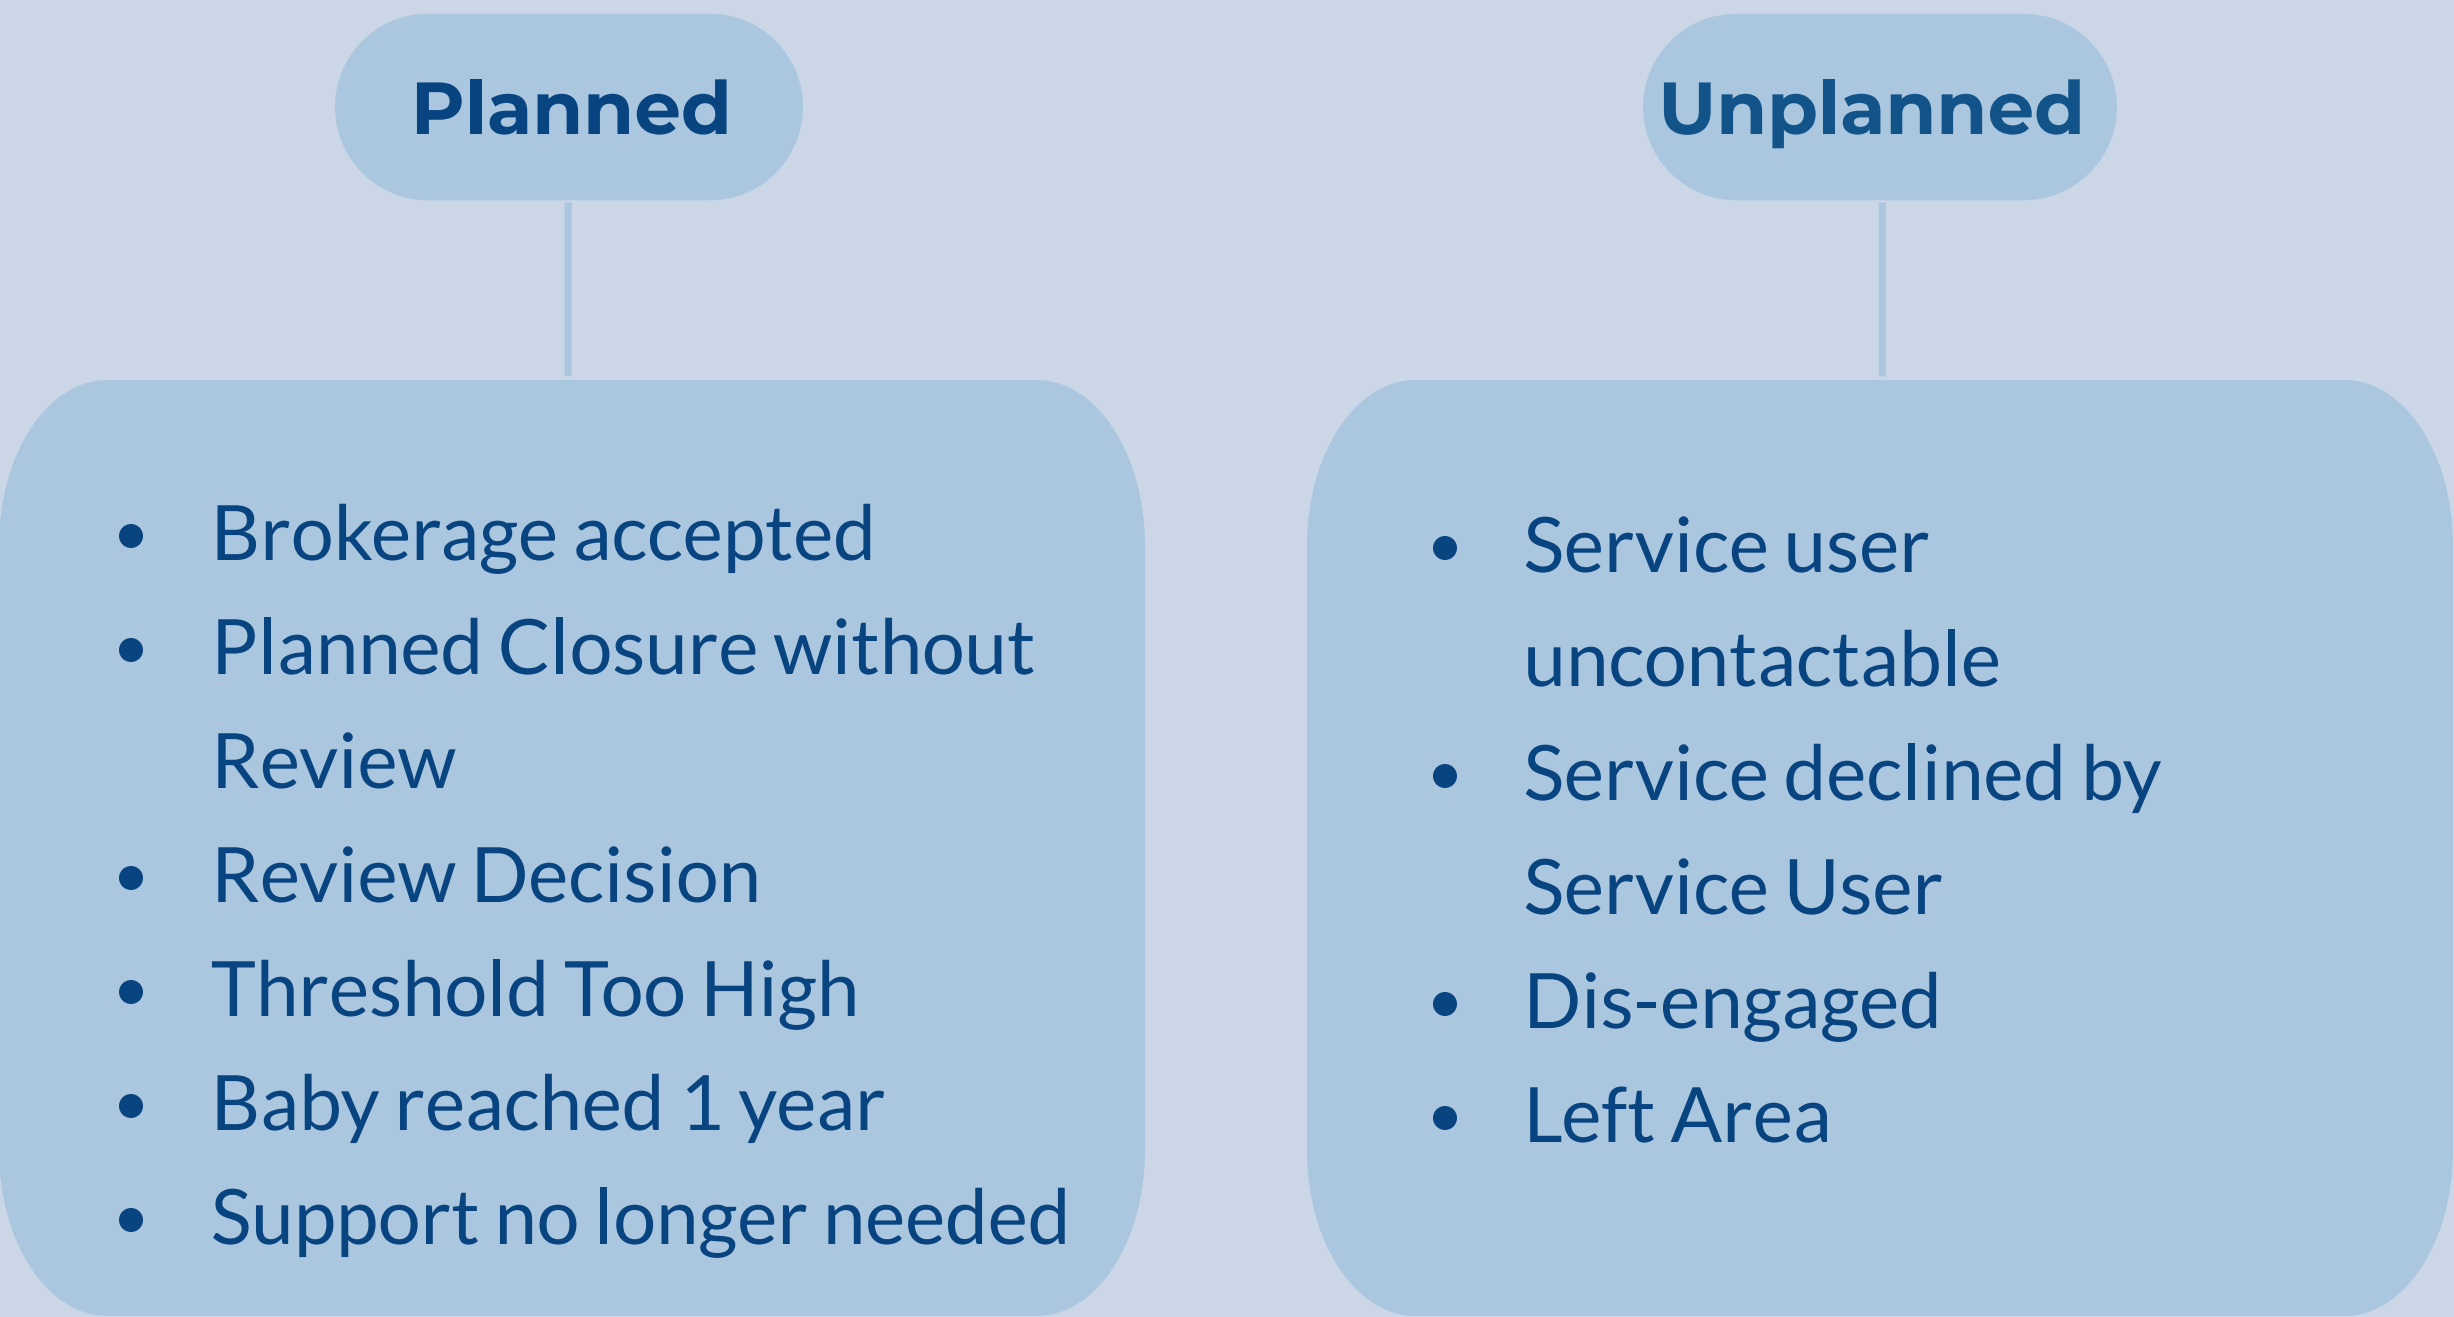 Planned
• Brokerage accepted
• Planned Closure without
Review
• Review Decision
• Threshold Too High
• Baby reached 1 year
• Support no longer needed
Unplanned
• Service user
uncontactable
• Service declined by
Service User
• Dis-engaged
• Left Area